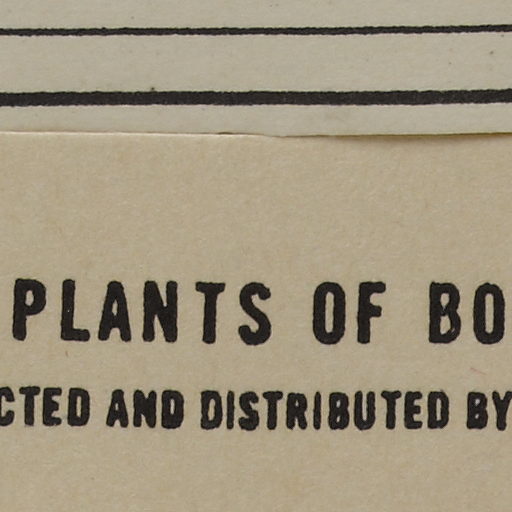 PLANTS OF BO
CTED AND DISTRIBUTED BY